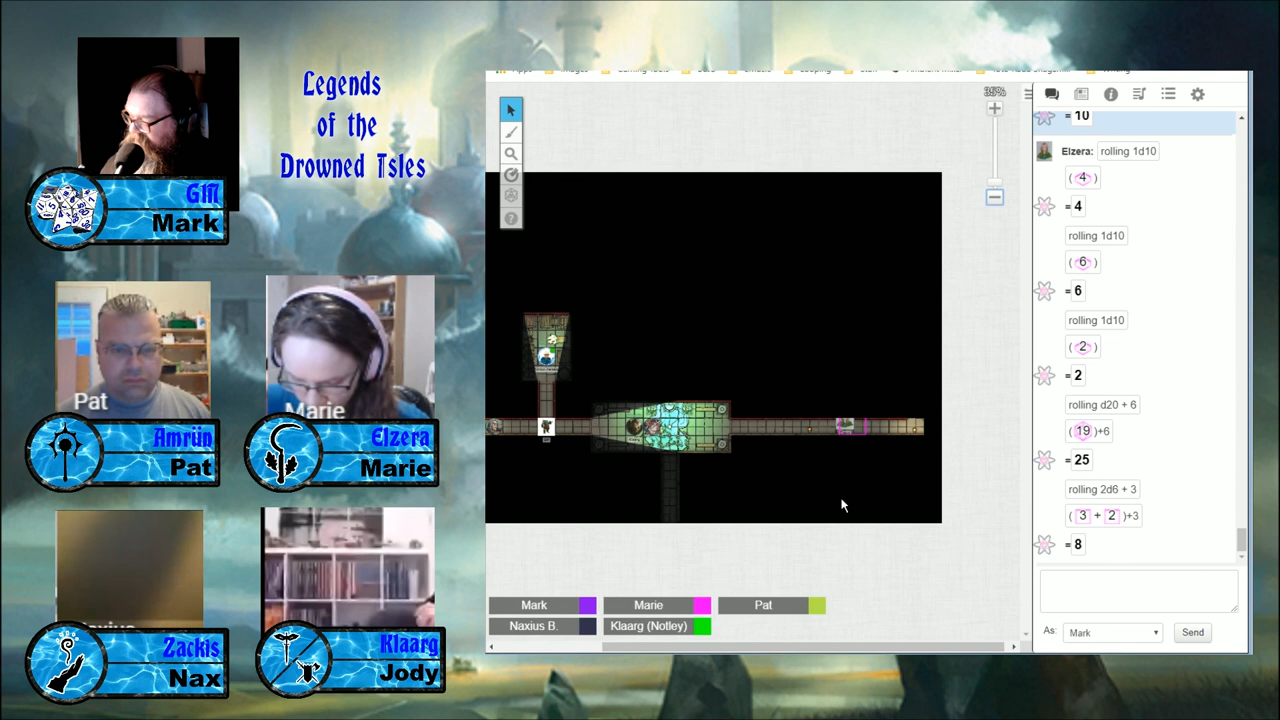 Legends
of the
Drowned Isles
GM
Mark
Pat
Amrün
Pat
Marie
Elzera
Marie
Zackis
Nax
Klaarg
Jody
35%
= 10
Elzera: rolling 1d10
( 4 )
= 4
rolling 1d10
( 6 )
= 6
rolling 1d10
( 2 )
= 2
rolling d20 + 6
( 19 )+6
= 25
rolling 2d6 + 3
( 3 + 2 )+3
= 8
As: Mark Send
Mark Marie Pat
Naxius B. Klaarg (Notley)